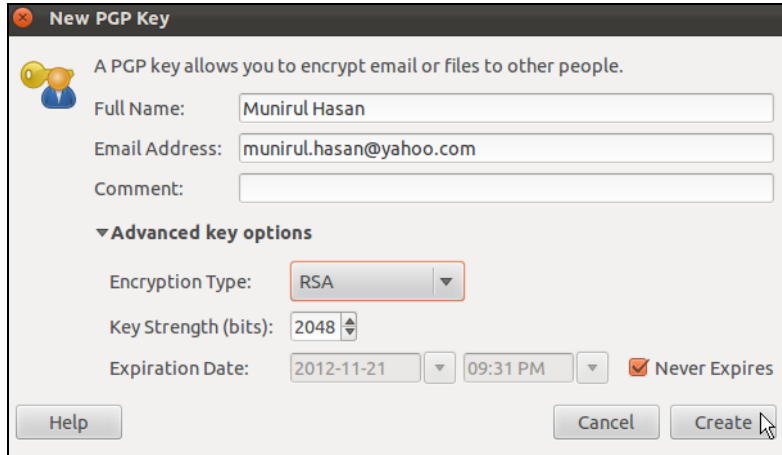 New PGP Key
A PGP key allows you to encrypt email or files to other people.
Full Name: Munirul Hasan
Email Address: munirul.hasan@yahoo.com
Comment:
Advanced key options
Encryption Type: RSA
Key Strength (bits): 2048
Expiration Date: 2012-11-21 09:31 PM Never Expires
Help Cancel Create